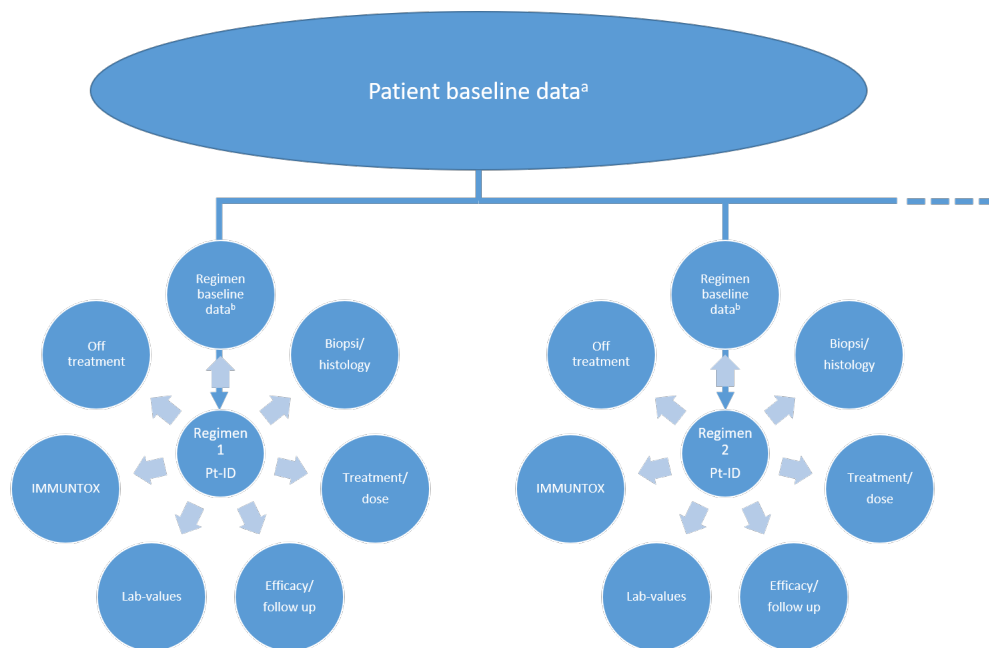 Patient baseline dataᵃ
Regimen
baseline
dataᵇ
Off
treatment
Biopsi/
histology
Regimen
1
Pt-ID
IMMUNTOX
Treatment/
dose
Lab-values
Efficacy/
follow up
Regimen
baseline
dataᵇ
Off
treatment
Biopsi/
histology
Regimen
2
Pt-ID
IMMUNTOX
Treatment/
dose
Lab-values
Efficacy/
follow up